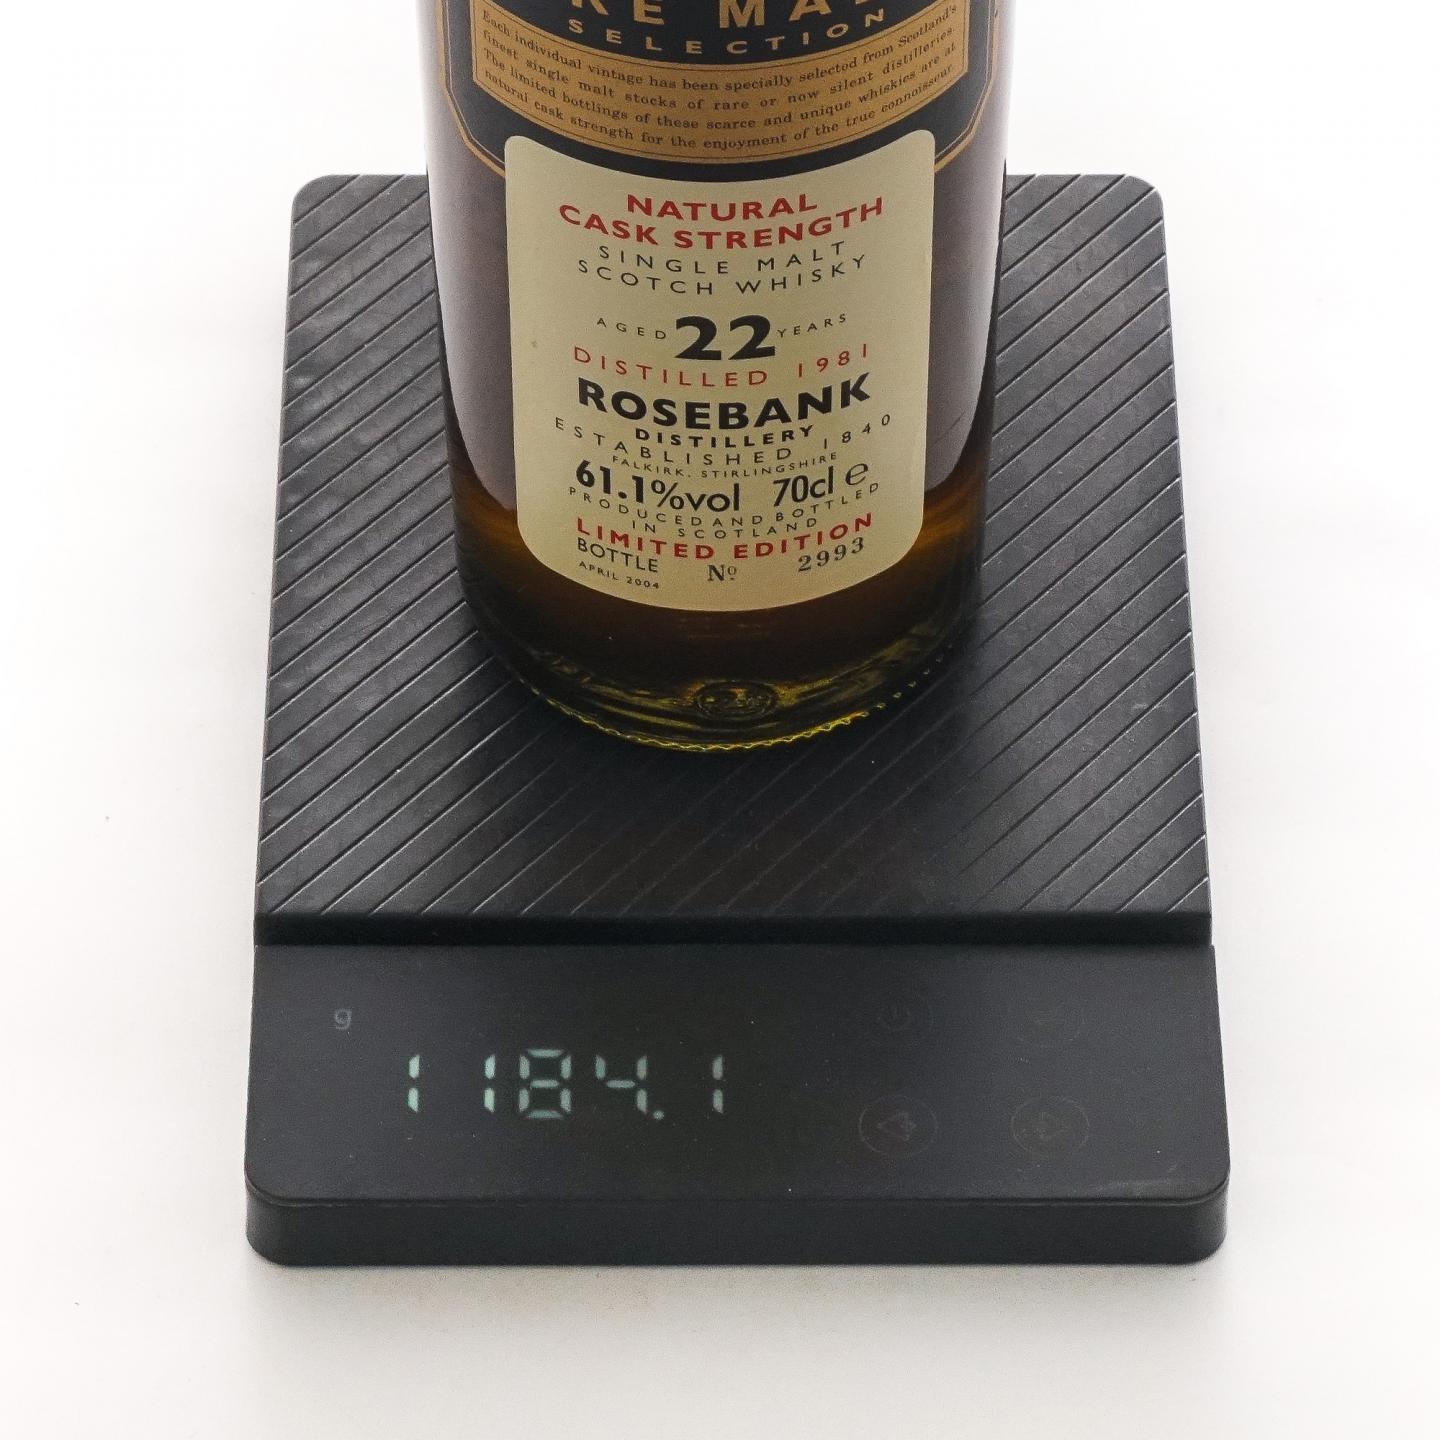 RE MAL
SELECTION
Each individual vintage has been specially selected from Scotland's
finest single malt stocks of rare or now silent distilleries.
The limited bottlings of these scarce and unique whiskies are at
natural cask strength for the enjoyment of the true connoisseur
NATURAL
CASK STRENGTH
SINGLE MALT
SCOTCH WHISKY
AGED 22 YEARS
DISTILLED 1981
ROSEBANK
DISTILLERY
ESTABLISHED 1840
FALKIRK, STIRLINGSHIRE
61.1%vol 70cl e
PRODUCED AND BOTTLED
IN SCOTLAND
LIMITED EDITION
BOTTLE Nº 2993
APRIL 2004
g
1184.1